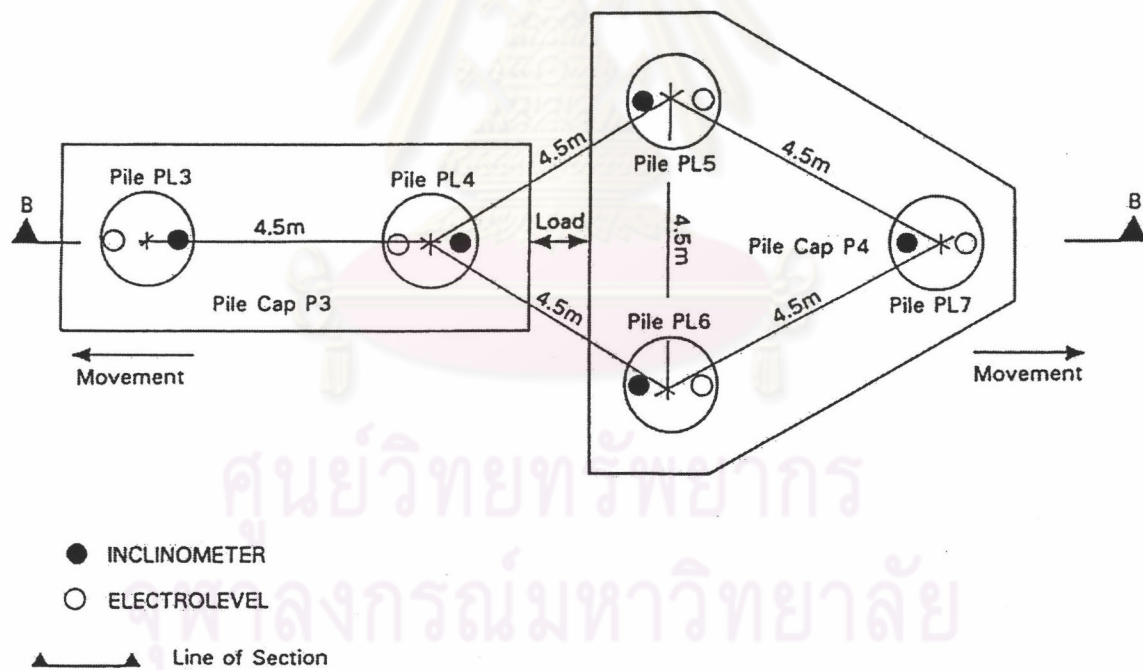 4.5m
4.5m
Pile PL5
Pile PL3
Pile PL4
B
B
4.5m
Load
4.5m
Pile Cap P4
Pile PL7
Pile Cap P3
4.5m
4.5m
Pile PL6
Movement
Movement
ศูนย์วิทยทรัพยากร
INCLINOMETER
ELECTROLEVEL
จุฬาลงกรณ์มหาวิทยาลัย
Line of Section